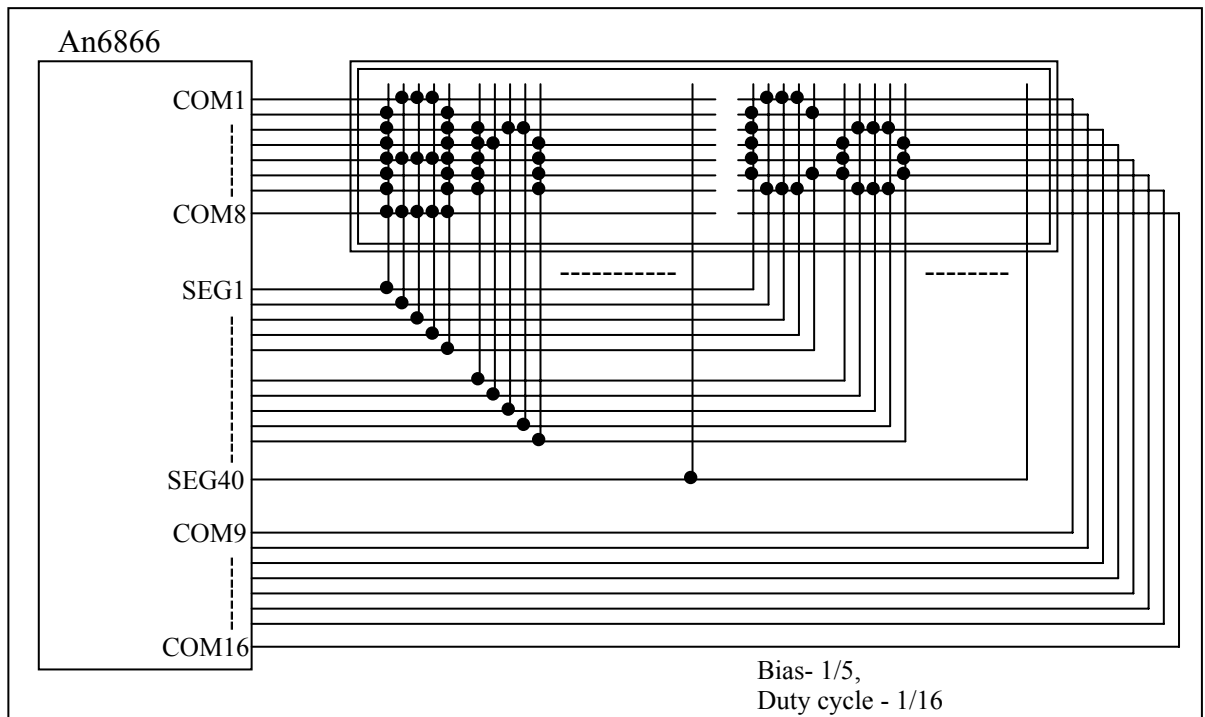 An6866
COM1
COM8
SEG1
SEG40
COM9
COM16
Bias- 1/5,
Duty cycle - 1/16